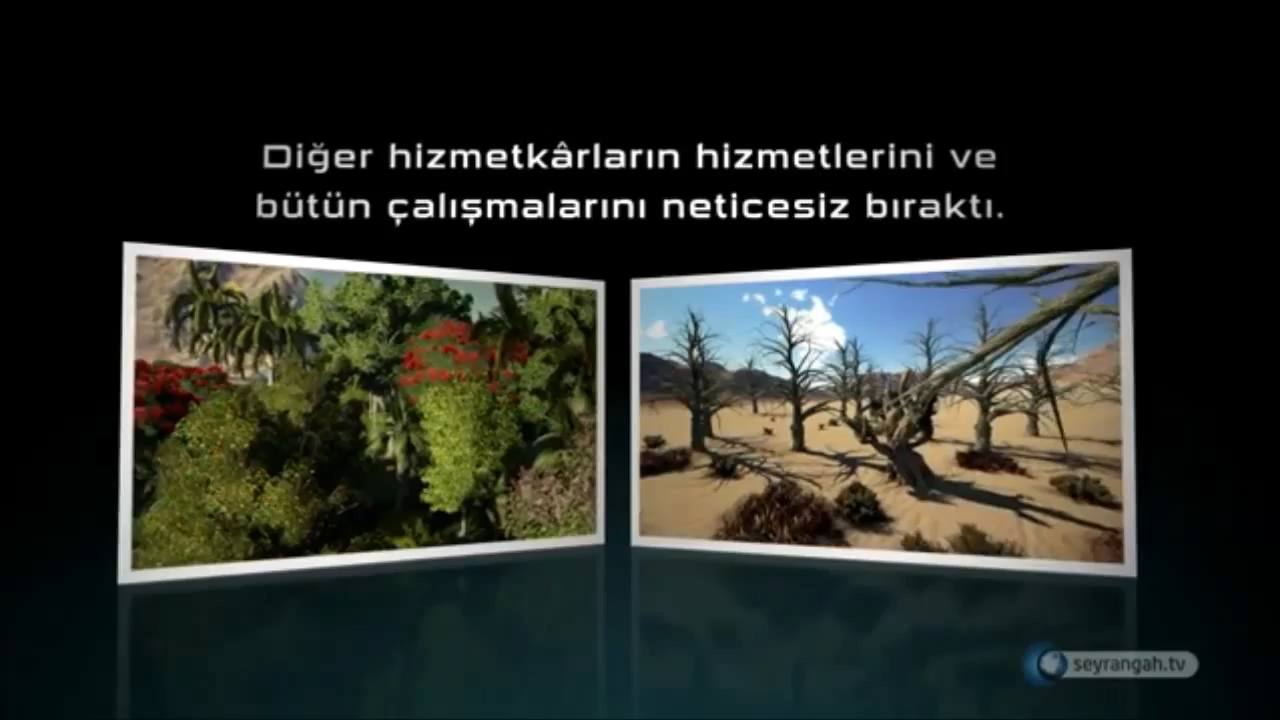 Diğer hizmetkârların hizmetlerini ve
bütün çalışmalarını neticesiz bıraktı.
seyrangah.tv